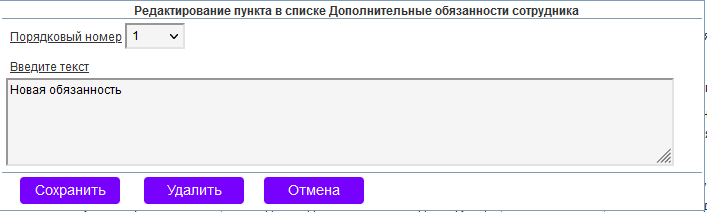 Редактирование пункта в списке Дополнительные обязанности сотрудника
Порядковый номер 1
Введите текст
Новая обязанность
Сохранить Удалить Отмена